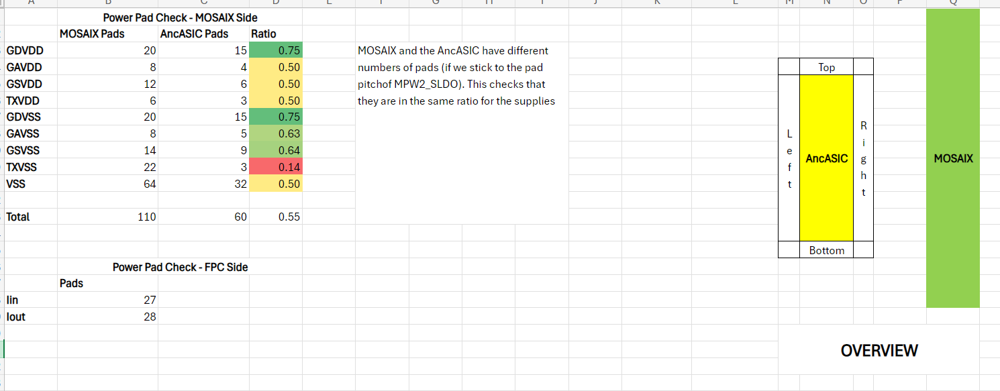 Power Pad Check - MOSAIX Side
MOSAIX Pads AncASIC Pads Ratio
GDVDD 20 15 0.75
GAVDD 8 4 0.50
GSVDD 12 6 0.50
TXVDD 6 3 0.50
GDVSS 20 15 0.75
GAVSS 8 5 0.63
GSVSS 14 9 0.64
TXVSS 22 3 0.14
VSS 64 32 0.50
Total 110 60 0.55
MOSAIX and the AncASIC have different
numbers of pads (if we stick to the pad
pitchof MPW2_SLDO). This checks that
they are in the same ratio for the supplies
Power Pad Check - FPC Side
Pads
Iin 27
Iout 28
Top
Left
AncASIC
Right
Bottom
MOSAIX
OVERVIEW